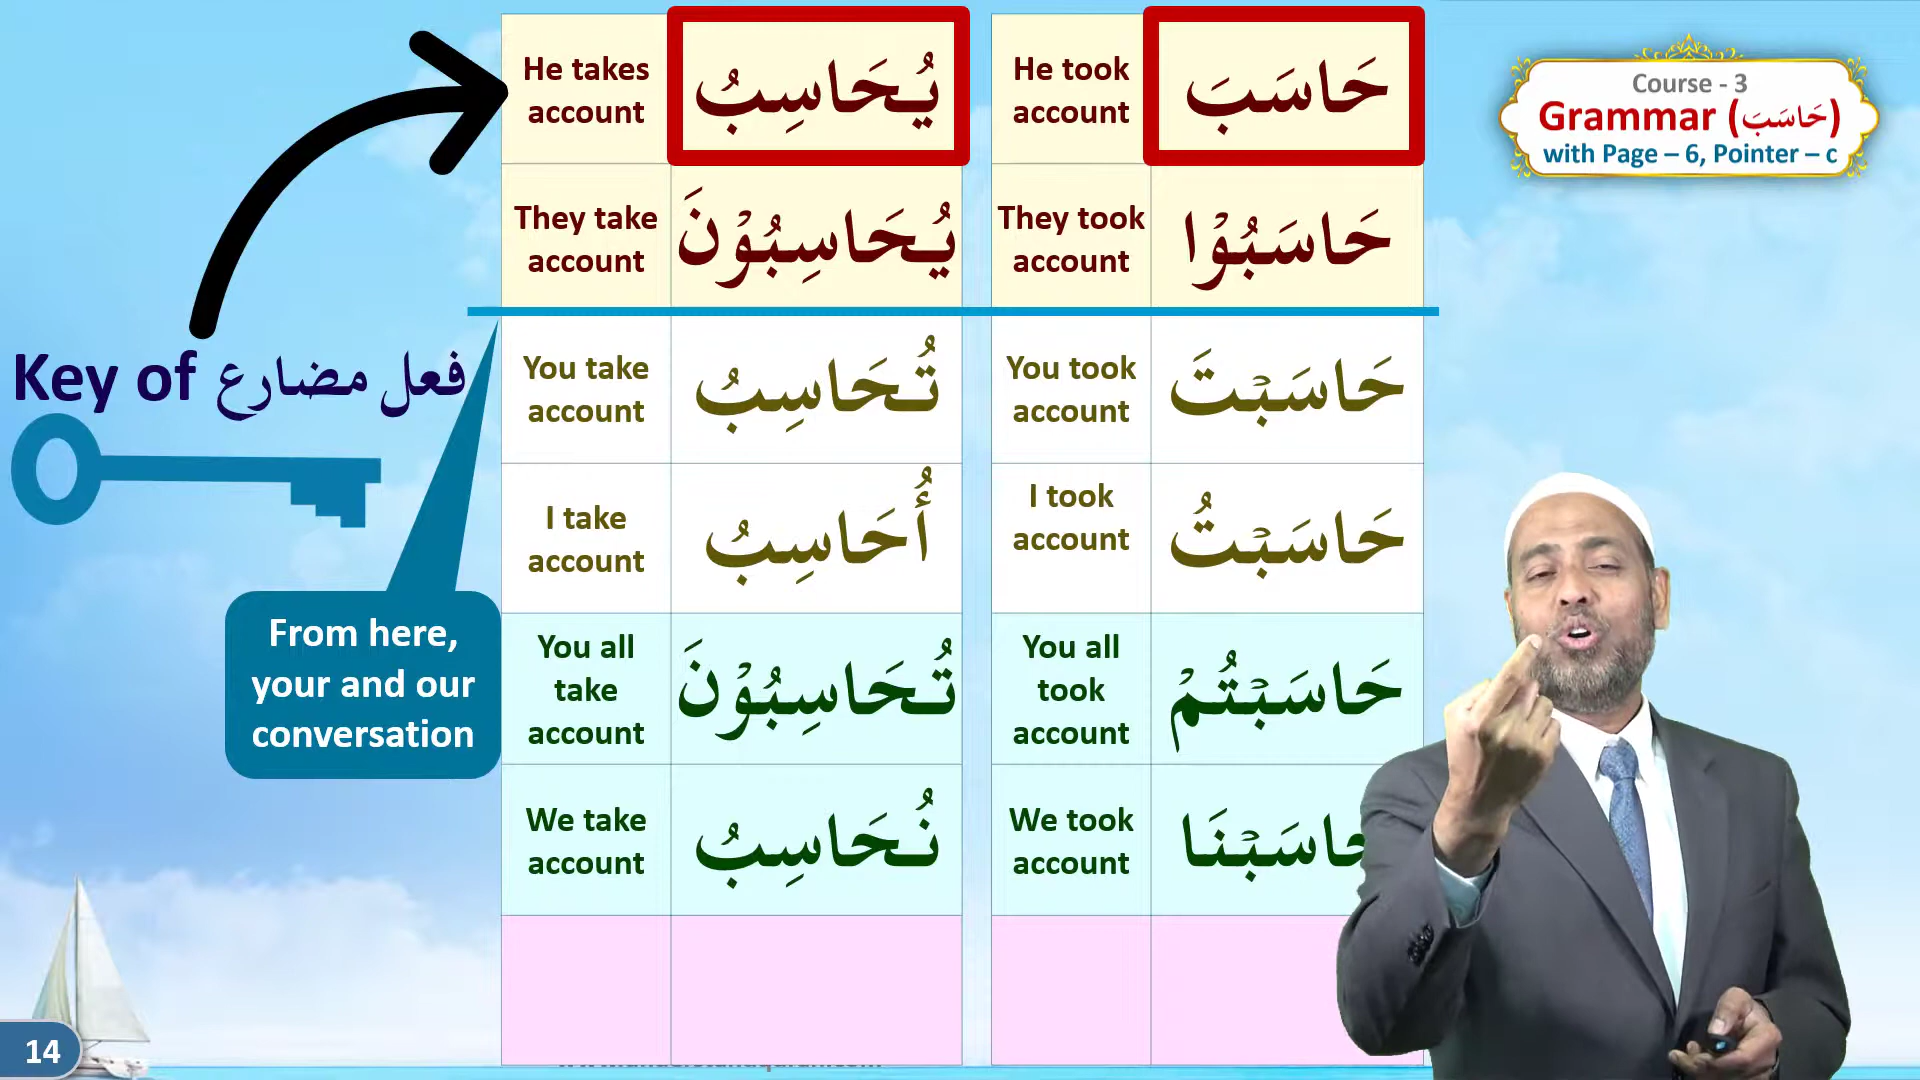 Course - 3
Grammar (حَاسَبَ)
with Page – 6, Pointer – c
He takes
account
يُحَاسِبُ
He took
account
حَاسَبَ
They take
account
يُحَاسِبُوْنَ
They took
account
حَاسَبُوْا
Key of فعل مضارع
You take
account
تُحَاسِبُ
You took
account
حَاسَبْتَ
I take
account
أُحَاسِبُ
I took
account
حَاسَبْتُ
From here,
your and our
conversation
You all
take
account
تُحَاسِبُوْنَ
You all
took
account
حَاسَبْتُمْ
We take
account
نُحَاسِبُ
We took
account
حَاسَبْنَا
14